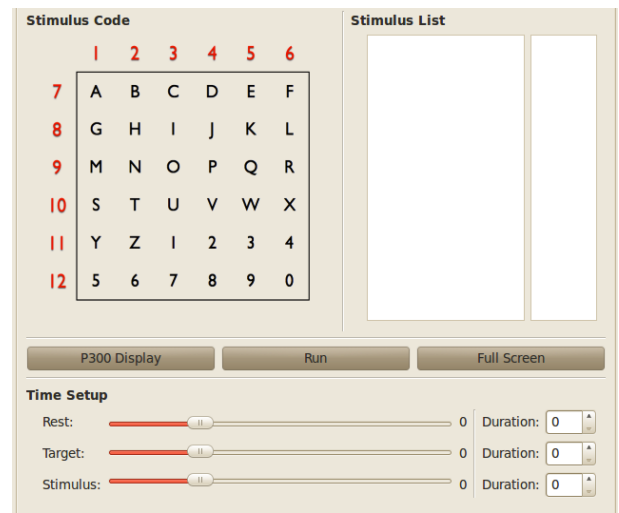 Stimulus Code
1 2 3 4 5 6
7 A B C D E F
8 G H I J K L
9 M N O P Q R
10 S T U V W X
11 Y Z 1 2 3 4
12 5 6 7 8 9 0
Stimulus List
P300 Display Run Full Screen
Time Setup
Rest: 0 Duration: 0
Target: 0 Duration: 0
Stimulus: 0 Duration: 0